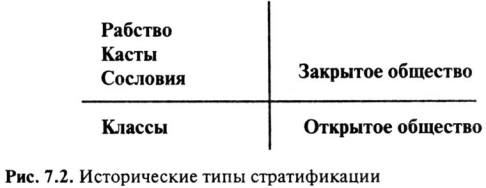 Рабство
Касты
Сословия
Закрытое общество
Классы
Открытое общество
Рис. 7.2. Исторические типы стратификации